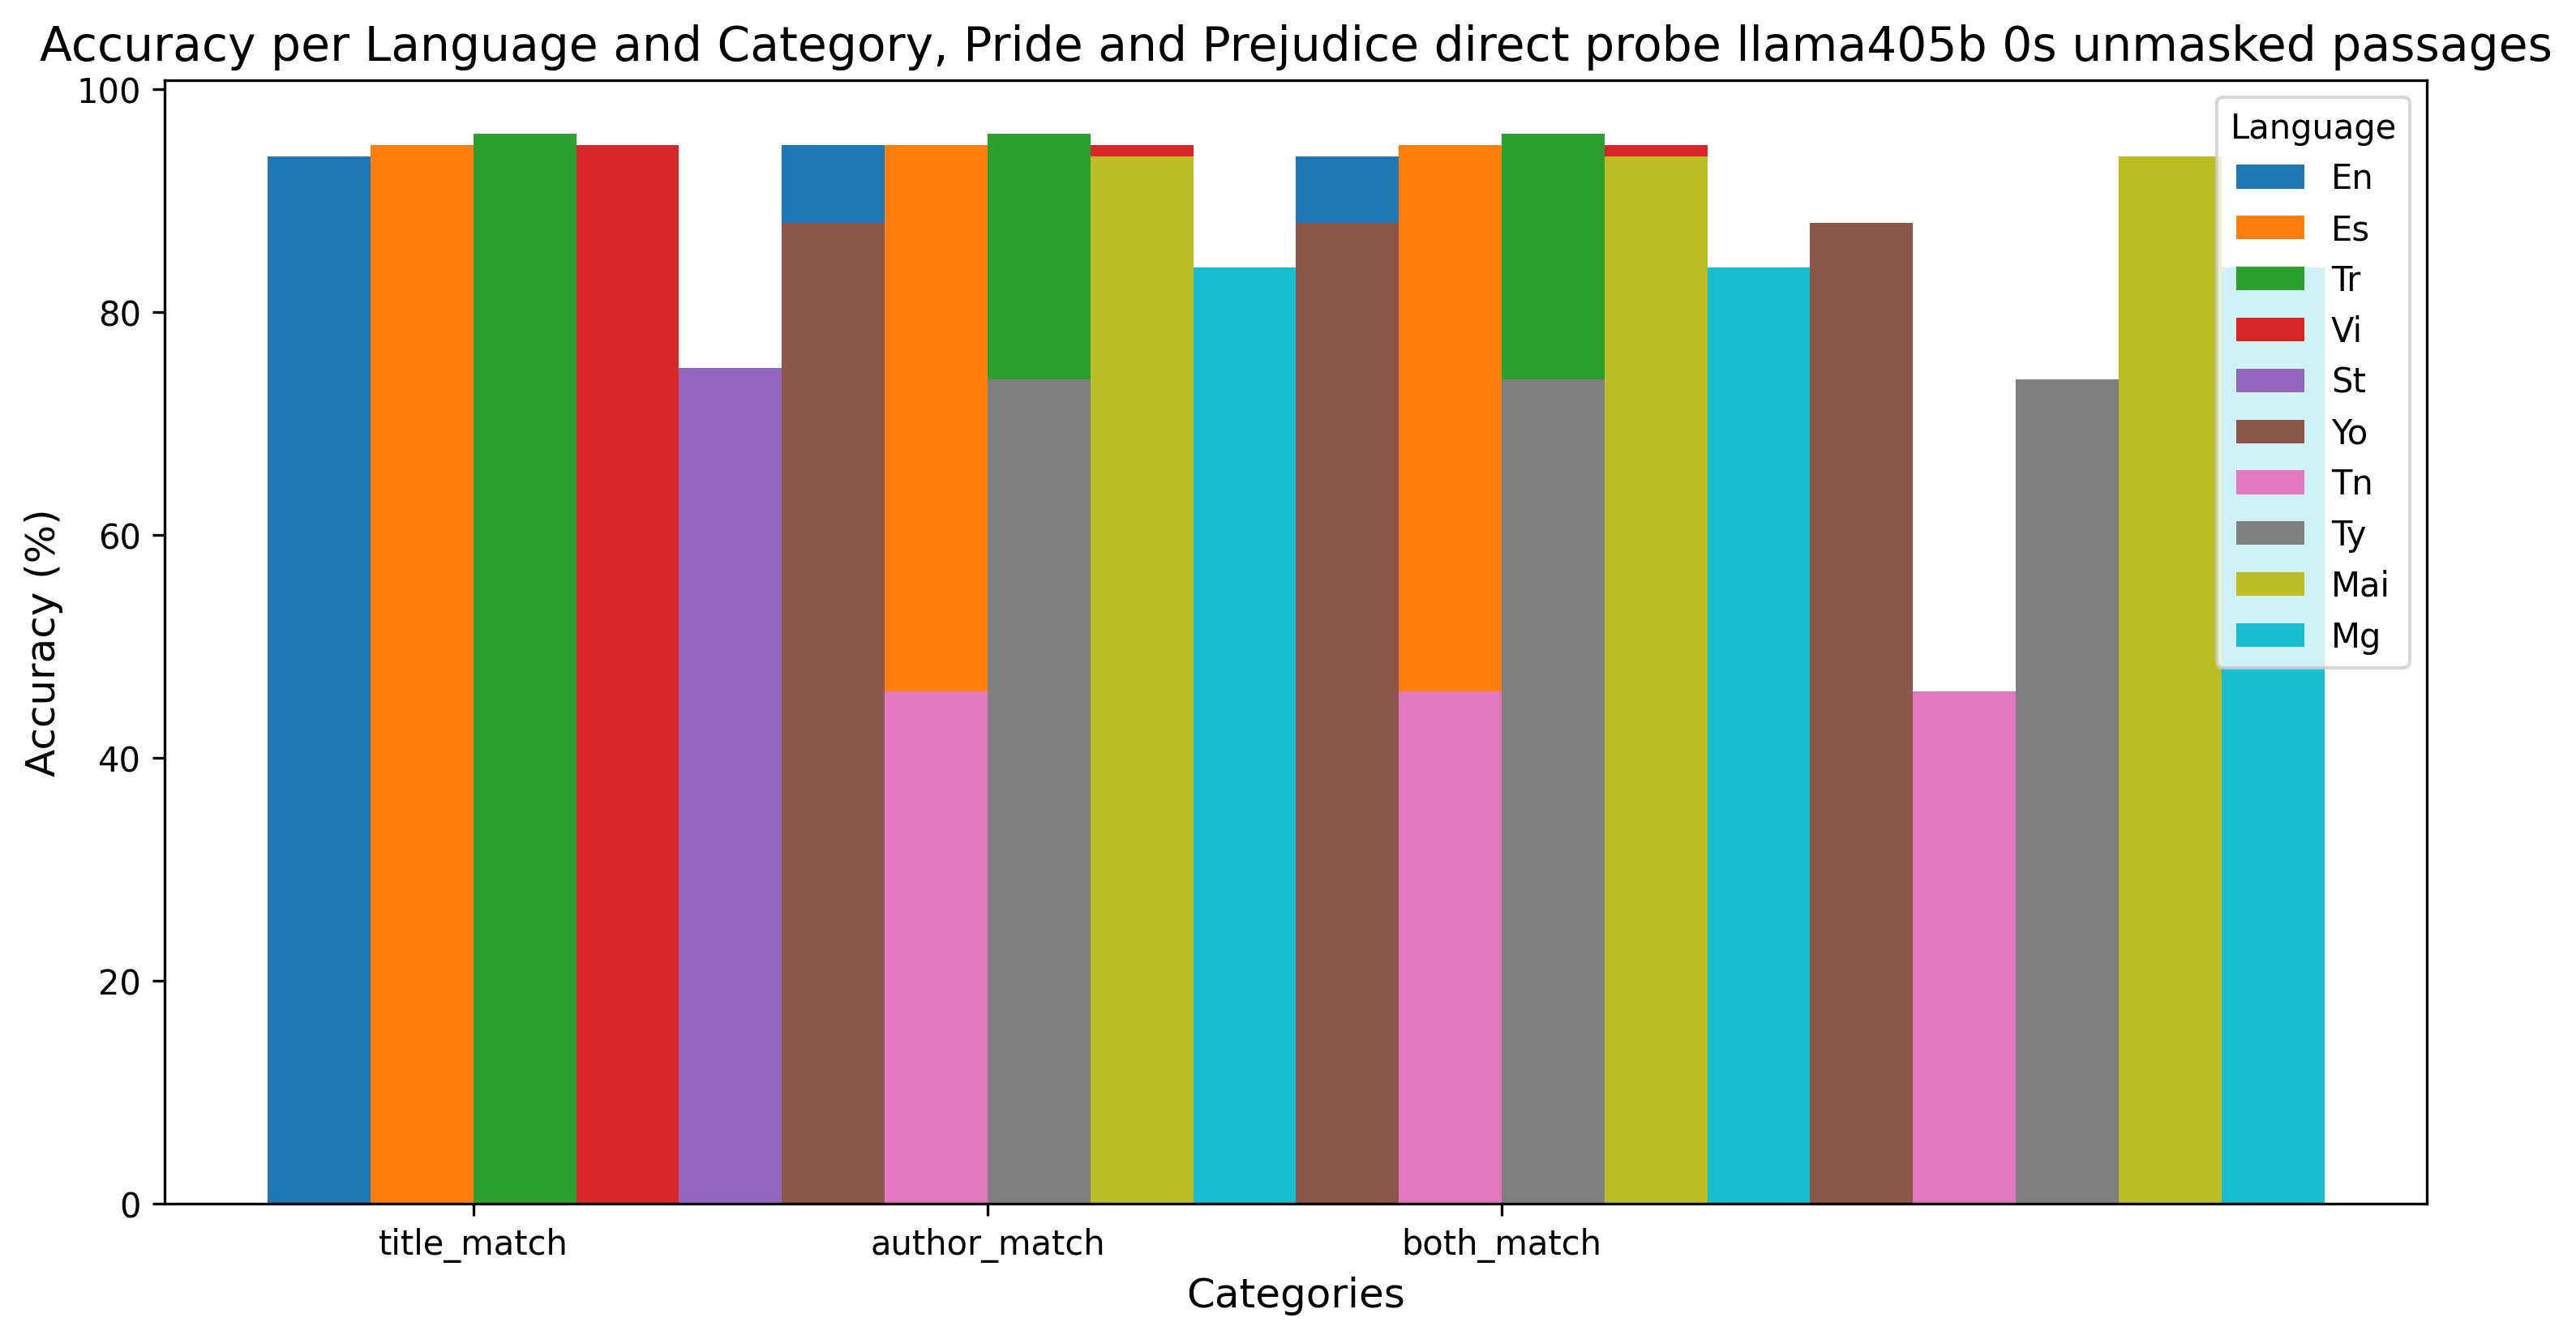 Accuracy per Language and Category, Pride and Prejudice direct probe llama405b 0s unmasked passages
100
80
60
40
20
0
Accuracy (%)
Language
En
Es
Tr
Vi
St
Yo
Tn
Ty
Mai
Mg
title_match
author_match
both_match
Categories